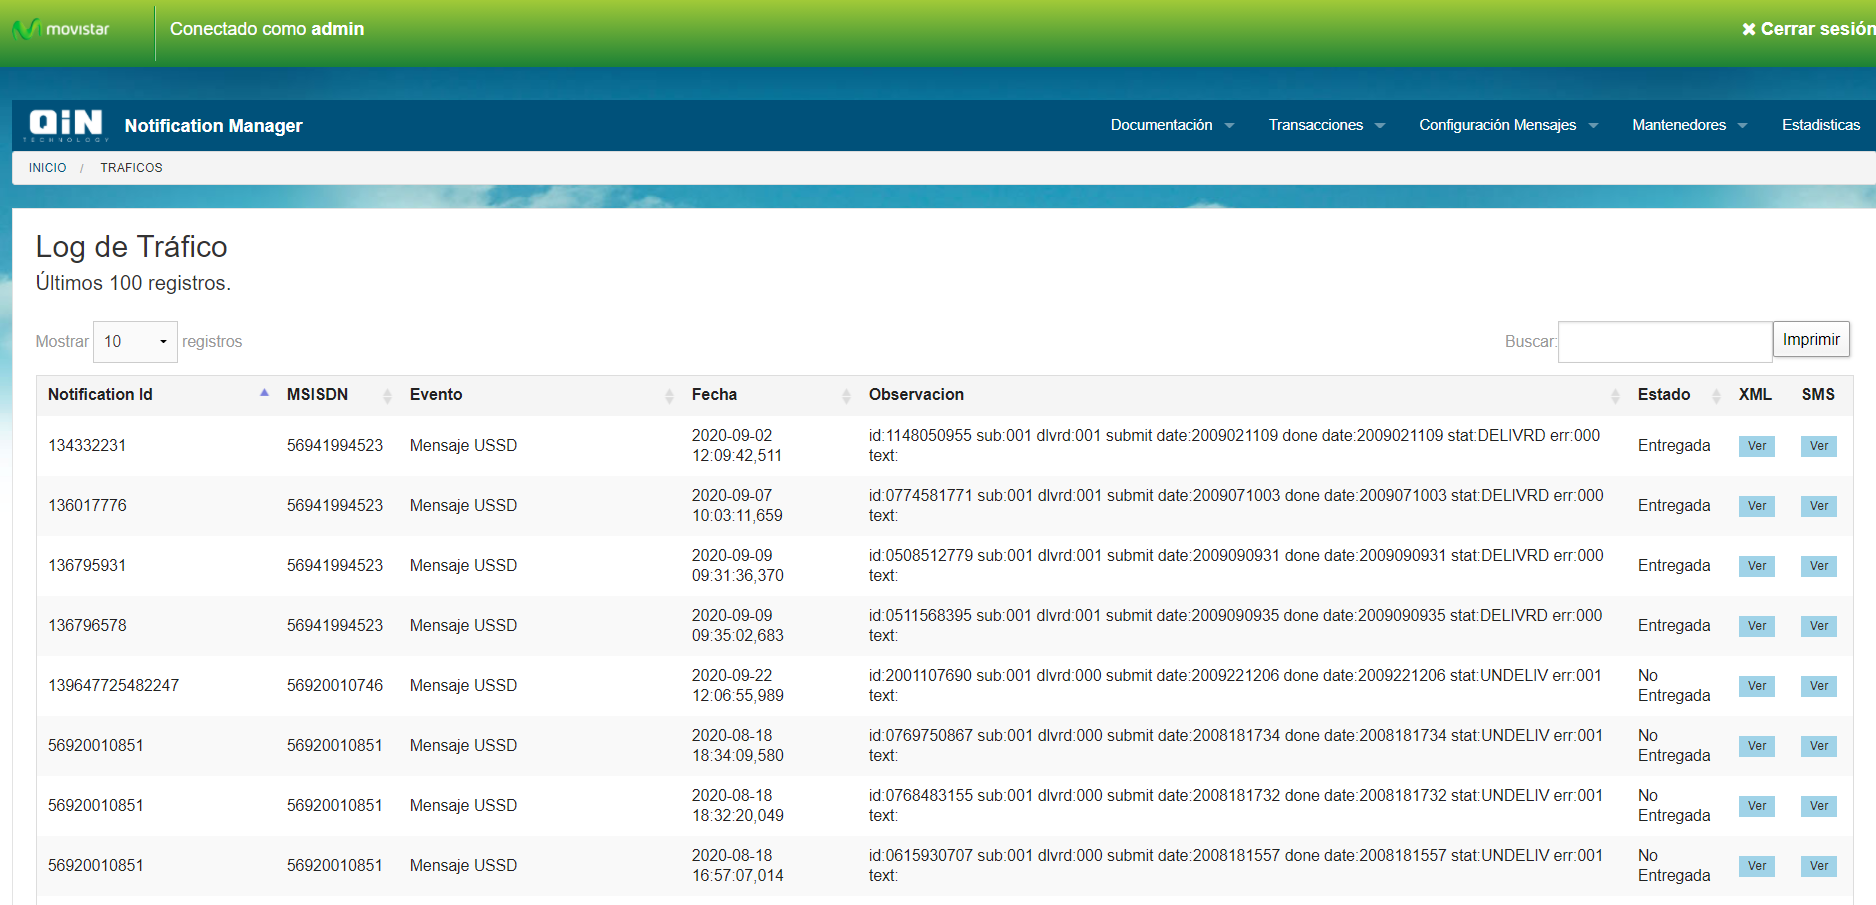 movistar
Conectado como admin
✖ Cerrar sesión
QiN
TECHNOLOGY
Notification Manager
Documentación
Transacciones
Configuración Mensajes
Mantenedores
Estadisticas
INICIO / TRAFICOS
Log de Tráfico
Últimos 100 registros.
Mostrar 10 registros
Buscar:
Imprimir
Notification Id MSISDN Evento Fecha Observacion Estado XML SMS
134332231 56941994523 Mensaje USSD 2020-09-02 12:09:42,511 id:1148050955 sub:001 dlvrd:001 submit date:2009021109 done date:2009021109 stat:DELIVRD err:000 text: Entregada Ver Ver
136017776 56941994523 Mensaje USSD 2020-09-07 10:03:11,659 id:0774581771 sub:001 dlvrd:001 submit date:2009071003 done date:2009071003 stat:DELIVRD err:000 text: Entregada Ver Ver
136795931 56941994523 Mensaje USSD 2020-09-09 09:31:36,370 id:0508512779 sub:001 dlvrd:001 submit date:2009090931 done date:2009090931 stat:DELIVRD err:000 text: Entregada Ver Ver
136796578 56941994523 Mensaje USSD 2020-09-09 09:35:02,683 id:0511568395 sub:001 dlvrd:001 submit date:2009090935 done date:2009090935 stat:DELIVRD err:000 text: Entregada Ver Ver
139647725482247 56920010746 Mensaje USSD 2020-09-22 12:06:55,989 id:2001107690 sub:001 dlvrd:000 submit date:2009221206 done date:2009221206 stat:UNDELIV err:001 text: No Entregada Ver Ver
56920010851 56920010851 Mensaje USSD 2020-08-18 18:34:09,580 id:0769750867 sub:001 dlvrd:000 submit date:2008181734 done date:2008181734 stat:UNDELIV err:001 text: No Entregada Ver Ver
56920010851 56920010851 Mensaje USSD 2020-08-18 18:32:20,049 id:0768483155 sub:001 dlvrd:000 submit date:2008181732 done date:2008181732 stat:UNDELIV err:001 text: No Entregada Ver Ver
56920010851 56920010851 Mensaje USSD 2020-08-18 16:57:07,014 id:0615930707 sub:001 dlvrd:000 submit date:2008181557 done date:2008181557 stat:UNDELIV err:001 text: No Entregada Ver Ver